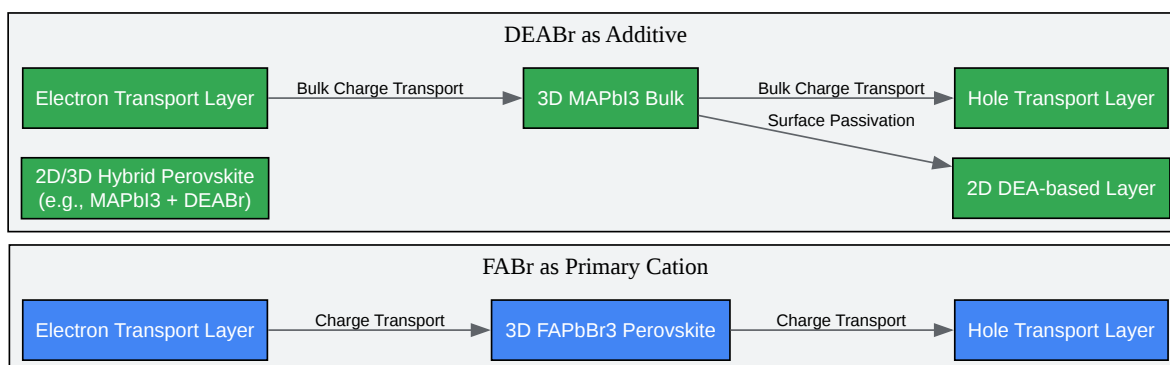 DEABr as Additive
Electron Transport Layer
Bulk Charge Transport
3D MAPbI3 Bulk
Bulk Charge Transport
Hole Transport Layer
Surface Passivation
2D/3D Hybrid Perovskite
(e.g., MAPbI3 + DEABr)
2D DEA-based Layer
FABr as Primary Cation
Electron Transport Layer
Charge Transport
3D FAPbBr3 Perovskite
Charge Transport
Hole Transport Layer